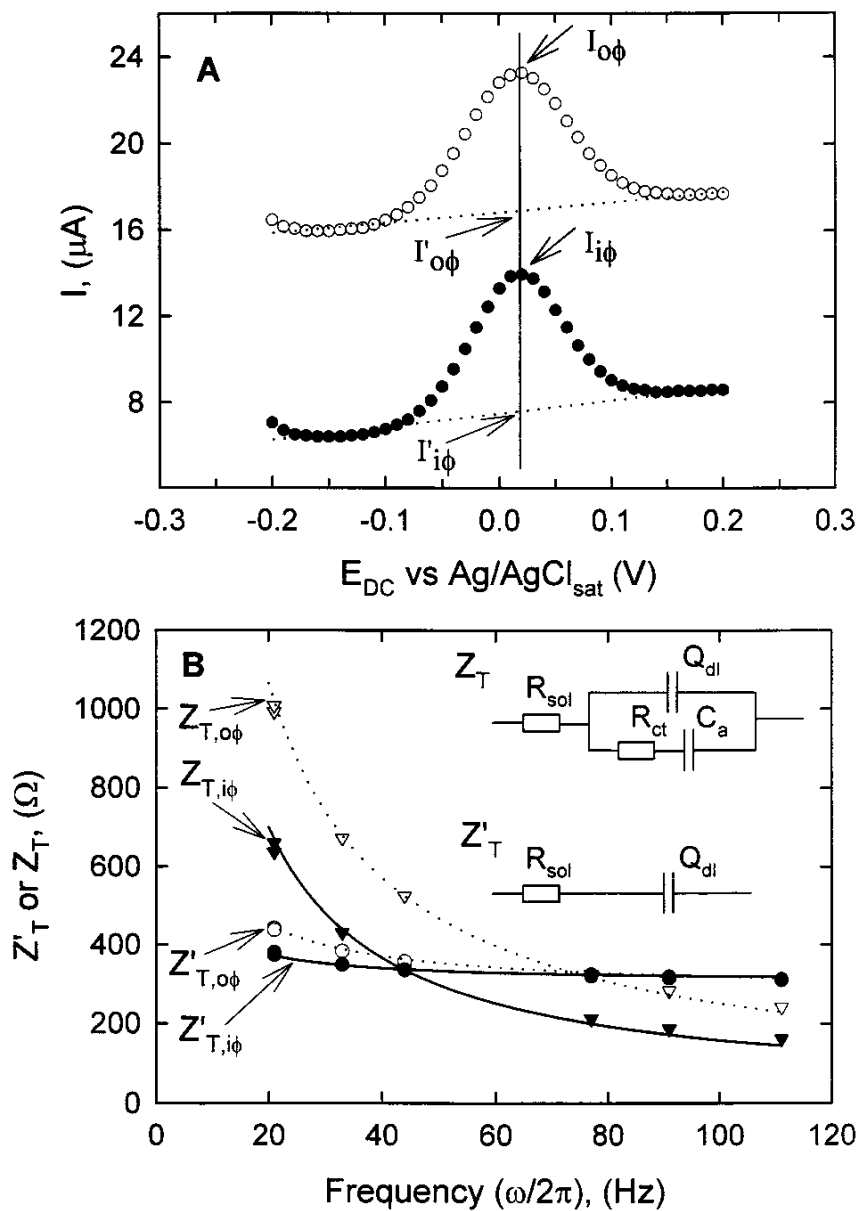 A
24
20
16
12
8
I, (μA)
Ioϕ
I'oϕ
Iiϕ
I'iϕ
-0.3 -0.2 -0.1 0.0 0.1 0.2 0.3
EDC vs Ag/AgClsat (V)
B
1200
1000
800
600
400
200
0
Z'T or ZT, (Ω)
ZT,oϕ
ZT,iϕ
Z'T,oϕ
Z'T,iϕ
ZT
Rsol
Qdl
Rct
Ca
Z'T
Rsol
Qdl
0 20 40 60 80 100 120
Frequency (ω/2π), (Hz)